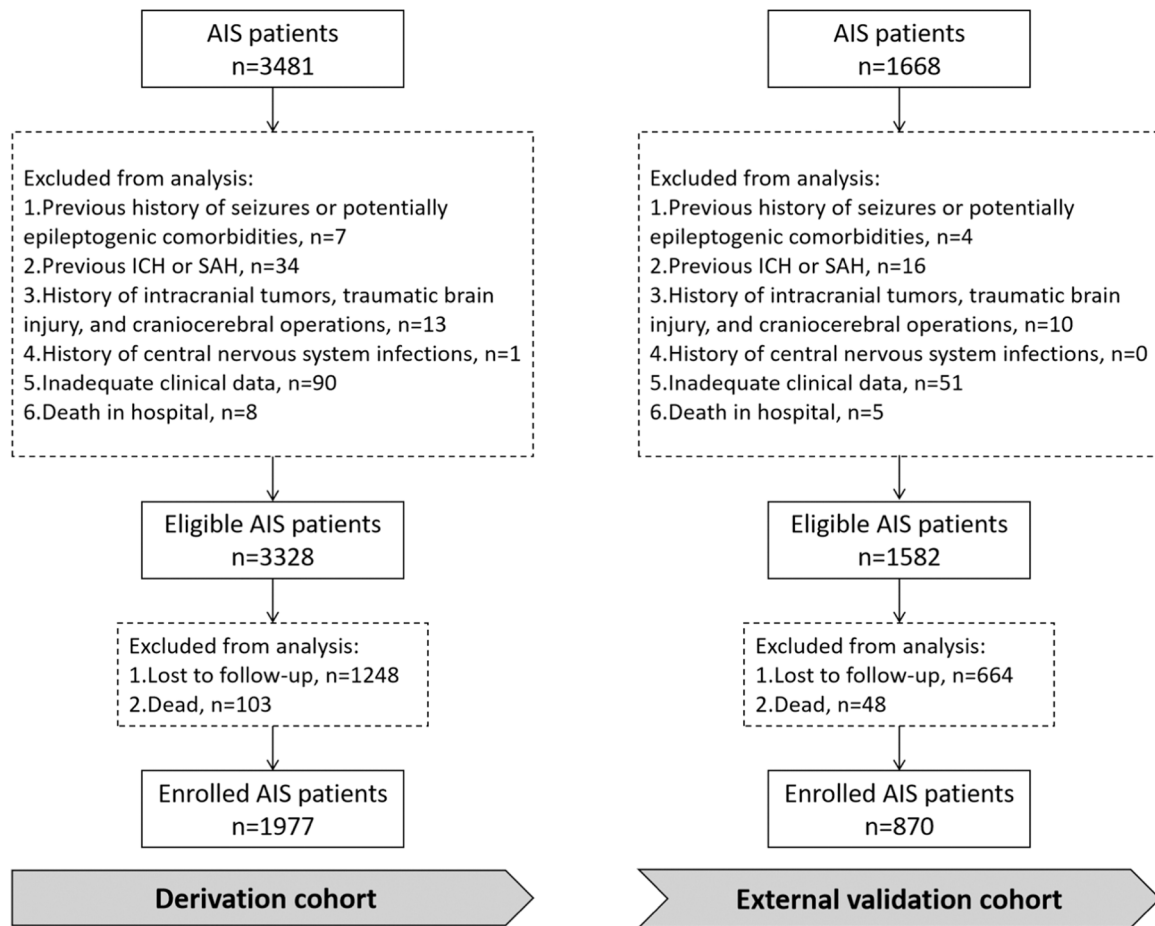 AIS patients
n=3481
Excluded from analysis:
1.Previous history of seizures or potentially
epileptogenic comorbidities, n=7
2.Previous ICH or SAH, n=34
3.History of intracranial tumors, traumatic brain
injury, and craniocerebral operations, n=13
4.History of central nervous system infections, n=1
5.Inadequate clinical data, n=90
6.Death in hospital, n=8
Eligible AIS patients
n=3328
Excluded from analysis:
1.Lost to follow-up, n=1248
2.Dead, n=103
Enrolled AIS patients
n=1977
Derivation cohort
AIS patients
n=1668
Excluded from analysis:
1.Previous history of seizures or potentially
epileptogenic comorbidities, n=4
2.Previous ICH or SAH, n=16
3.History of intracranial tumors, traumatic brain
injury, and craniocerebral operations, n=10
4.History of central nervous system infections, n=0
5.Inadequate clinical data, n=51
6.Death in hospital, n=5
Eligible AIS patients
n=1582
Excluded from analysis:
1.Lost to follow-up, n=664
2.Dead, n=48
Enrolled AIS patients
n=870
External validation cohort